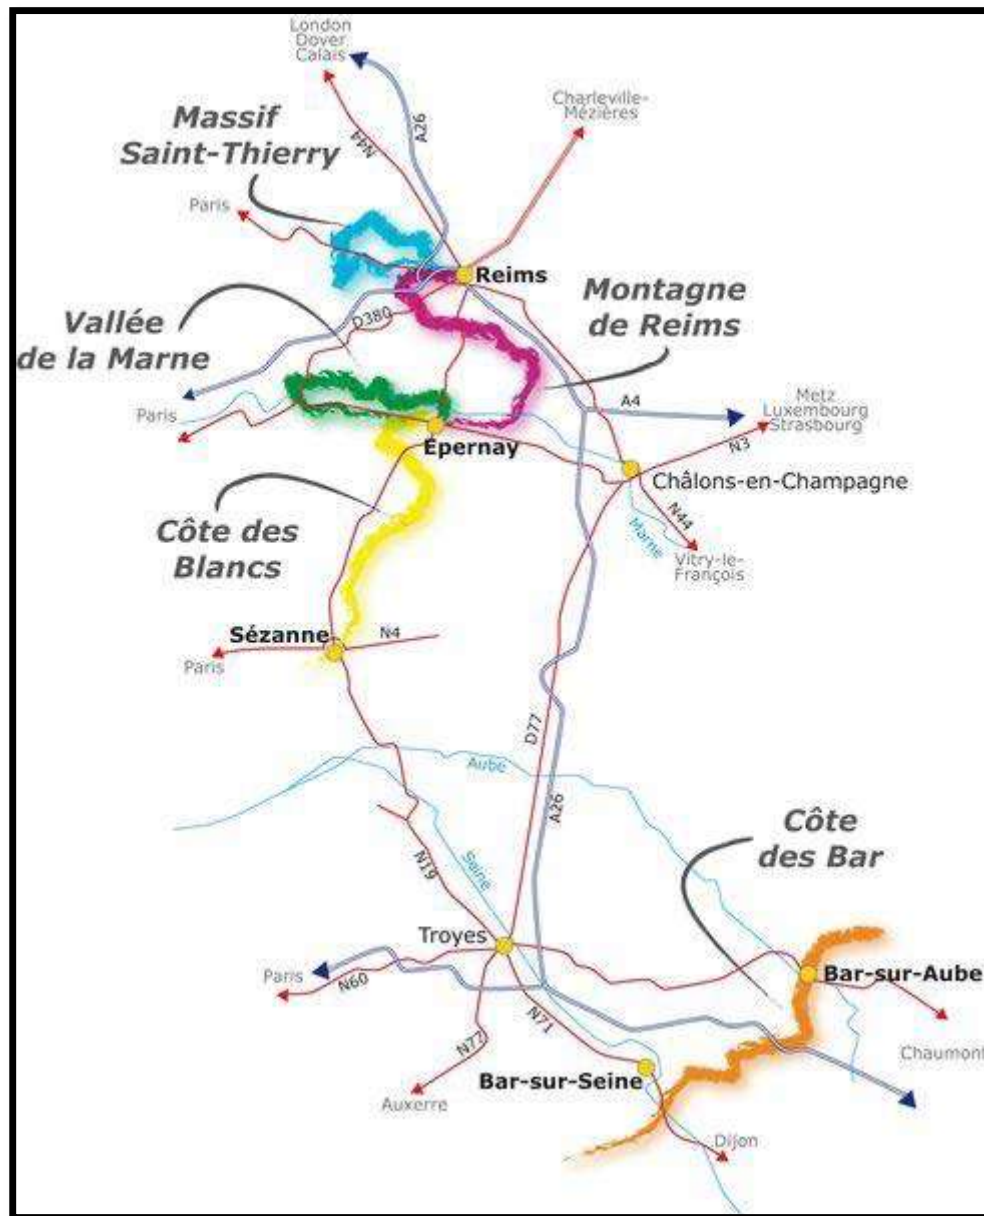 London
Dover
Calais
A26
N44
Charleville-
Mézières
Massif
Saint-Thierry
Paris
Reims
Montagne
de Reims
D380
Vallée
de la Marne
Paris
A4
Metz
Luxembourg
Strasbourg
N3
Épernay
Châlons-en-Champagne
N44
Marne
Vitry-le-
François
Côte des
Blancs
Sézanne
N4
Paris
D77
Aube
A26
Côte
des Bar
Seine
N19
Troyes
Paris
N60
Bar-sur-Aube
N71
N77
Chaumont
Bar-sur-Seine
Auxerre
Dijon